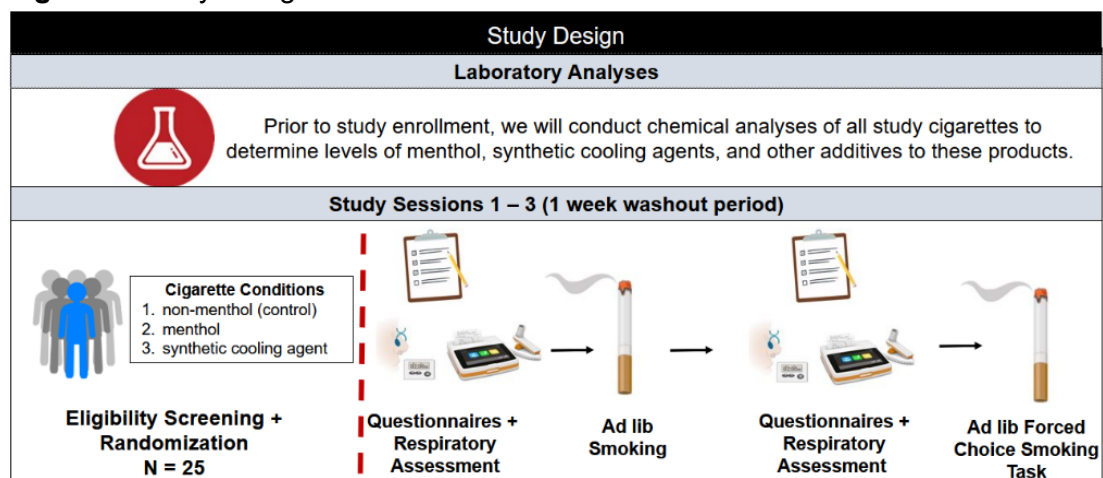 Study Design
Laboratory Analyses
Prior to study enrollment, we will conduct chemical analyses of all study cigarettes to
determine levels of menthol, synthetic cooling agents, and other additives to these products.
Study Sessions 1 – 3 (1 week washout period)
Cigarette Conditions
1. non-menthol (control)
2. menthol
3. synthetic cooling agent
Eligibility Screening +
Randomization
N = 25
Questionnaires +
Respiratory
Assessment
Ad lib
Smoking
Questionnaires +
Respiratory
Assessment
Ad lib Forced
Choice Smoking
Task